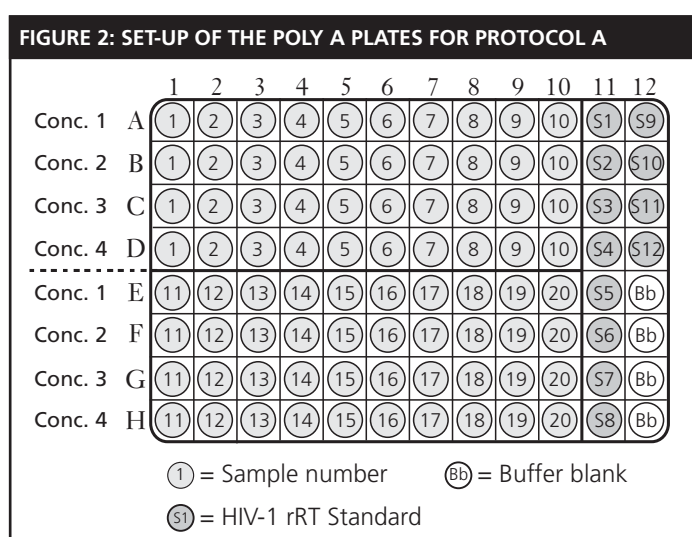 FIGURE 2: SET-UP OF THE POLY A PLATES FOR PROTOCOL A
1 2 3 4 5 6 7 8 9 10 11 12
Conc. 1 A 1 2 3 4 5 6 7 8 9 10 S1 S9
Conc. 2 B 1 2 3 4 5 6 7 8 9 10 S2 S10
Conc. 3 C 1 2 3 4 5 6 7 8 9 10 S3 S11
Conc. 4 D 1 2 3 4 5 6 7 8 9 10 S4 S12
Conc. 1 E 11 12 13 14 15 16 17 18 19 20 S5 Bb
Conc. 2 F 11 12 13 14 15 16 17 18 19 20 S6 Bb
Conc. 3 G 11 12 13 14 15 16 17 18 19 20 S7 Bb
Conc. 4 H 11 12 13 14 15 16 17 18 19 20 S8 Bb
1 = Sample number Bb = Buffer blank
S1 = HIV-1 rRT Standard